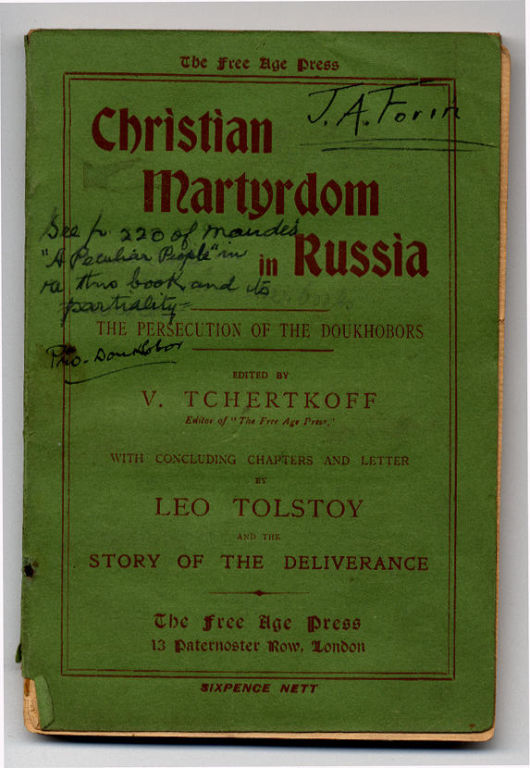 The Free Age Press
J. A. Forin
Christian
Martyrdom
in Russia
See p. 220 of Maude's
"A Peculiar People" in
re this book and its
partiality
THE PERSECUTION OF THE DOUKHOBORS
Pro-Doukhobor
EDITED BY
V. TCHERTKOFF
Editor of "The Free Age Press."
WITH CONCLUDING CHAPTERS AND LETTER
BY
LEO TOLSTOY
AND THE
STORY OF THE DELIVERANCE
The Free Age Press
13 Paternoster Row, London
SIXPENCE NETT